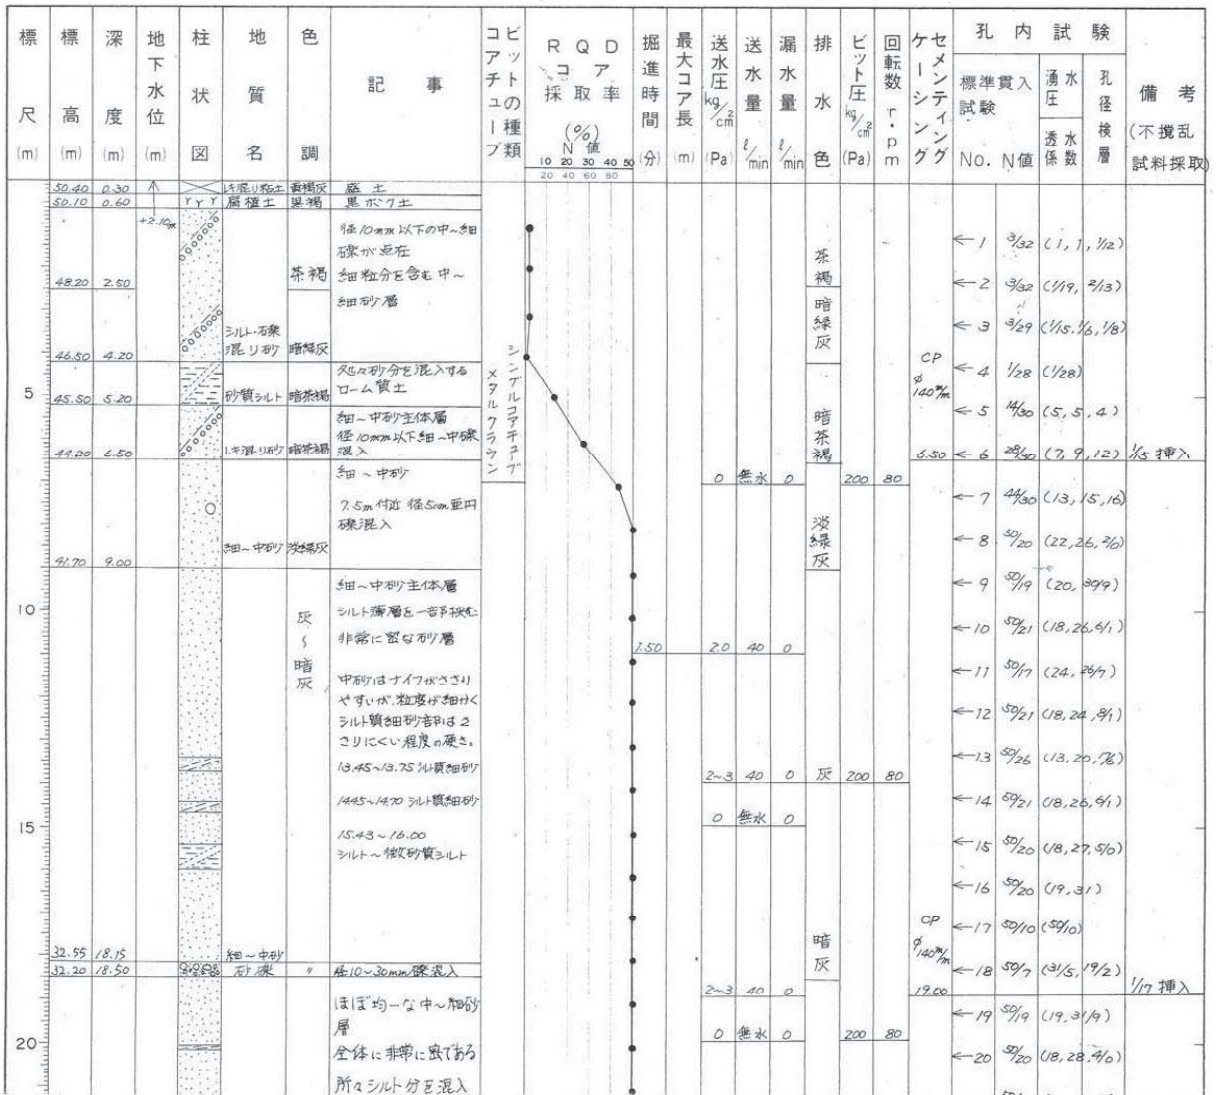 標尺 (m)
標高 (m)
深度 (m)
地下水位 (m)
柱状図
地質名
色調
記事
コアチューブ
ビットの種類
RQD
コア
採取率
(%)
N値
10 20 30 40 50
20 40 60 80
掘進時間 (分)
最大コア長 (m)
送水圧 kg/cm² (Pa)
送水量 ℓ/min
漏水量 ℓ/min
排水色
ビット圧 kg/cm² (Pa)
回転数 r・p・m
ケーシング
セメンティング
孔内試験
標準貫入試験
No. N値
湧水圧
透水係数
孔径検層
備考
(不撹乱
試料採取)
50.40 0.30 レキ混り粘土 黄褐灰 盛土
50.10 0.60 腐植土 黒褐 黒ボク土
+2.10m
径10mm以下の中~細
礫が点在
細粒分を含む中~
細砂層
48.20 2.50 茶褐
46.50 4.20 シルト・礫
混り砂 暗緑灰
処々砂分を混入する
ローム質土
5
45.50 5.20 砂質シルト 暗茶褐
細~中砂主体層
径10mm以下細~中礫
混入
44.20 6.50 レキ混り砂 暗茶褐
細~中砂
7.5m付近 径5cm亜円
礫混入
41.70 9.00 細~中砂 淡緑灰
細~中砂主体層
シルト薄層を一部挟む
非常に密な砂層
10
灰~暗灰
中砂はナイフがささり
やすいが、粒度が細かく
シルト質細砂部はさ
さりにくい程度の硬さ。
13.45~13.75 シルト質細砂
14.45~14.70 シルト質細砂
15
15.43~16.00
シルト~微砂質シルト
32.55 18.15 細~中砂
32.20 18.50 砂礫 〃 径10~30mm礫混入
ほぼ均一な中~細砂
層
20
全体に非常に密である
所々シルト分を混入
メタルクラウン
シングルコアチューブ
茶褐
暗緑灰
暗茶褐
淡緑灰
灰
暗灰
0 無水 0 200 80
1.50 2.0 40 0
2~3 40 0 灰 200 80
0 無水 0
2~3 40 0
0 無水 0 200 80
CP
φ
140m/m
6.50
CP
φ
140m/m
19.00
←1 3/32 (1, 1, 1/12)
←2 3/32 (1/19, 2/13)
←3 3/29 (1/15, 1/6, 1/8)
←4 1/28 (1/28)
←5 14/30 (5, 5, 4)
←6 28/30 (7, 9, 12) 1/15 挿入
←7 44/30 (13, 15, 16)
←8 50/20 (22, 26, 2/0)
←9 50/19 (20, 30/9)
←10 50/21 (18, 26, 6/1)
←11 50/17 (24, 26/7)
←12 50/21 (18, 24, 8/1)
←13 50/26 (13, 20,
←14 50/21 (18, 26, 6/1)
←15 50/20 (18, 27, 5/0)
←16 50/20 (19, 31)
←17 50/10 (50/10)
←18 50/7 (31/5, 19/2) 1/17 挿入
←19 50/19 (19, 31/9)
←20 50/20 (18, 28, 4/0)